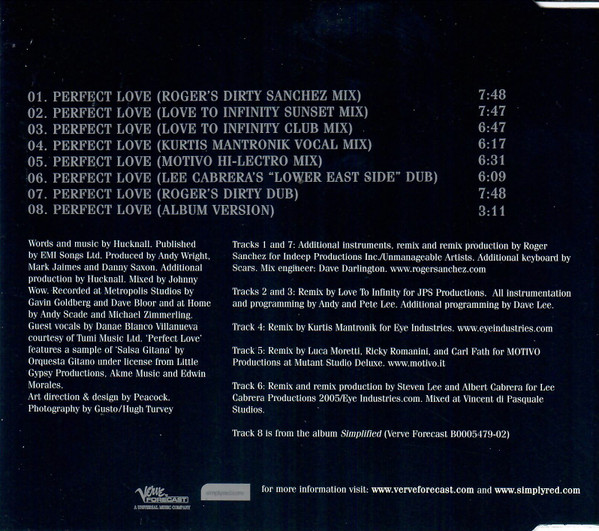 01. PERFECT LOVE (ROGER'S DIRTY SANCHEZ MIX) 7:48
02. PERFECT LOVE (LOVE TO INFINITY SUNSET MIX) 7:47
03. PERFECT LOVE (LOVE TO INFINITY CLUB MIX) 6:47
04. PERFECT LOVE (KURTIS MANTRONIK VOCAL MIX) 6:17
05. PERFECT LOVE (MOTIVO HI-LECTRO MIX) 6:31
06. PERFECT LOVE (LEE CABRERA'S "LOWER EAST SIDE" DUB) 6:09
07. PERFECT LOVE (ROGER'S DIRTY DUB) 7:48
08. PERFECT LOVE (ALBUM VERSION) 3:11
Words and music by Hucknall. Published
by EMI Songs Ltd. Produced by Andy Wright,
Mark Jaimes and Danny Saxon. Additional
production by Hucknall. Mixed by Johnny
Wow. Recorded at Metropolis Studios by
Gavin Goldberg and Dave Bloor and at Home
by Andy Scade and Michael Zimmerling.
Guest vocals by Danae Blanco Villanueva
courtesy of Tumi Music Ltd. 'Perfect Love'
features a sample of 'Salsa Gitana' by
Orquesta Gitano under license from Little
Gypsy Productions, Akme Music and Edwin
Morales.
Art direction & design by Peacock.
Photography by Gusto/Hugh Turvey
Tracks 1 and 7: Additional instruments, remix and remix production by Roger
Sanchez for Indeep Productions Inc./Unmanageable Artists. Additional keyboard by
Scars. Mix engineer: Dave Darlington. www.rogersanchez.com
Tracks 2 and 3: Remix by Love To Infinity for JPS Productions. All instrumentation
and programming by Andy and Pete Lee. Additional programming by Dave Lee.
Track 4: Remix by Kurtis Mantronik for Eye Industries. www.eyeindustries.com
Track 5: Remix by Luca Moretti, Ricky Romanini, and Carl Fath for MOTIVO
Productions at Mutant Studio Deluxe. www.motivo.it
Track 6: Remix and remix production by Steven Lee and Albert Cabrera for Lee
Cabrera Productions 2005/Eye Industries.com. Mixed at Vincent di Pasquale
Studios.
Track 8 is from the album Simplified (Verve Forecast B0005479-02)
Verve
FORECAST
A UNIVERSAL MUSIC COMPANY
for more information visit: www.verveforecast.com and www.simplyred.com